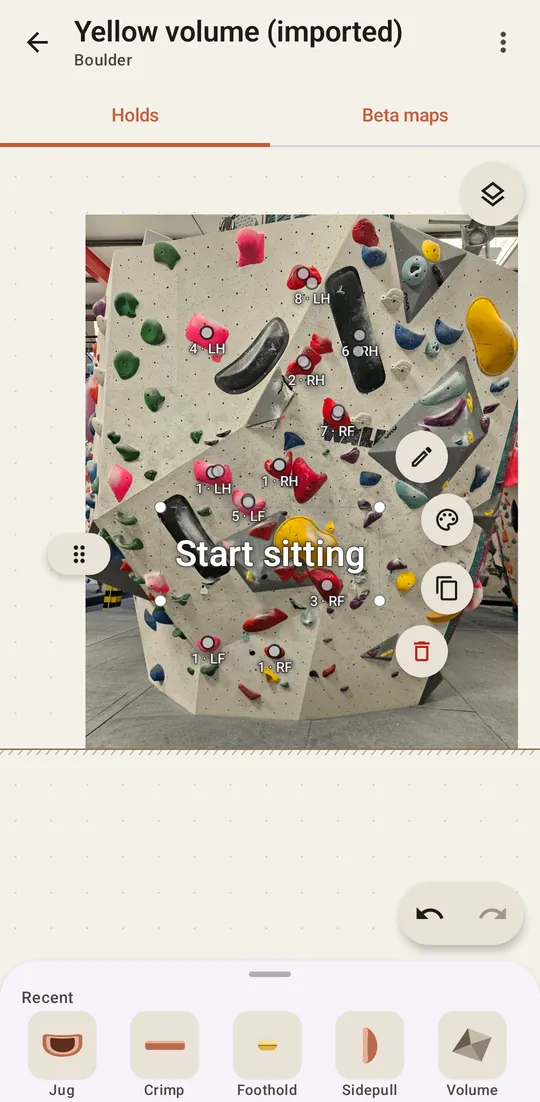 Yellow volume (imported)
Boulder
Holds
Beta maps
8 · LH
4 · LH
6 · RH
2 · RH
7 · RF
1 · LH
1 · RH
5 · LF
Start sitting
3 · RF
1 · LF
1 · RF
Recent
Jug
Crimp
Foothold
Sidepull
Volume